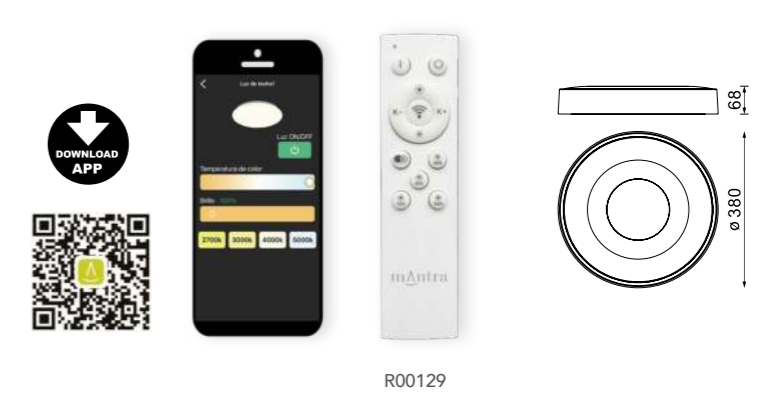 DOWNLOAD
APP
Luz de techo1
Luz ON/OFF
Temperatura de color
Brillo 100%
2700k 3000k 4000k 5000k
K- K+
mantra
R00129
68
ø 380